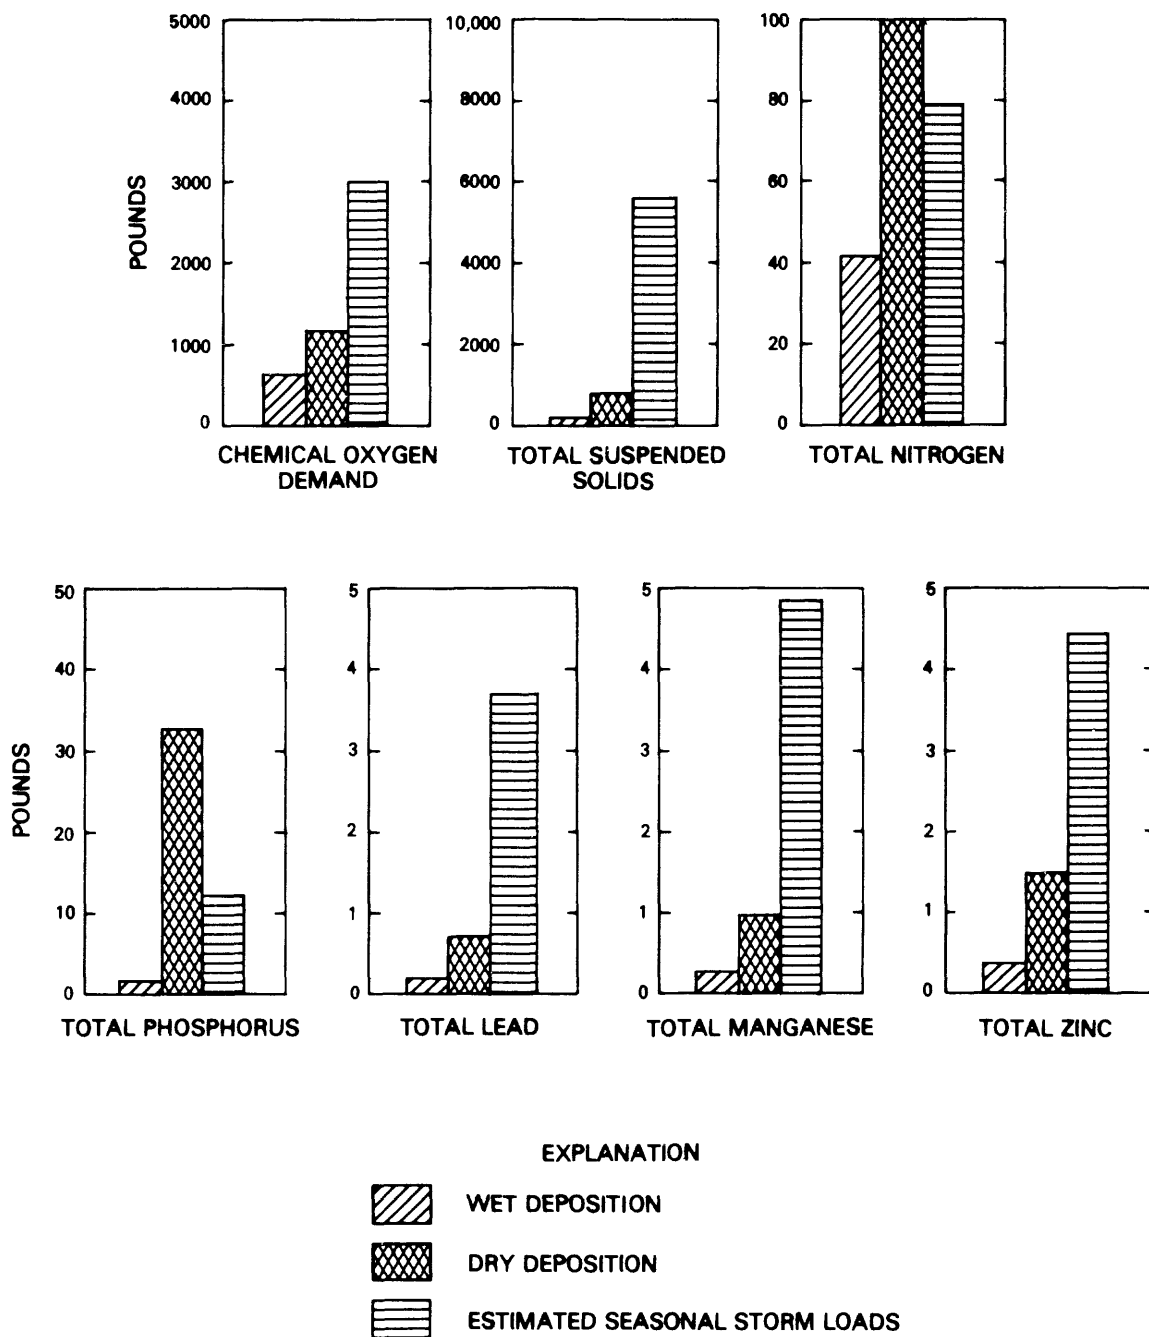 5000
4000
3000
2000
1000
0
POUNDS
CHEMICAL OXYGEN
DEMAND
10,000
8000
6000
4000
2000
0
TOTAL SUSPENDED
SOLIDS
100
80
60
40
20
0
TOTAL NITROGEN
50
40
30
20
10
0
POUNDS
TOTAL PHOSPHORUS
5
4
3
2
1
0
TOTAL LEAD
5
4
3
2
1
0
TOTAL MANGANESE
5
4
3
2
1
0
TOTAL ZINC
EXPLANATION
WET DEPOSITION
DRY DEPOSITION
ESTIMATED SEASONAL STORM LOADS